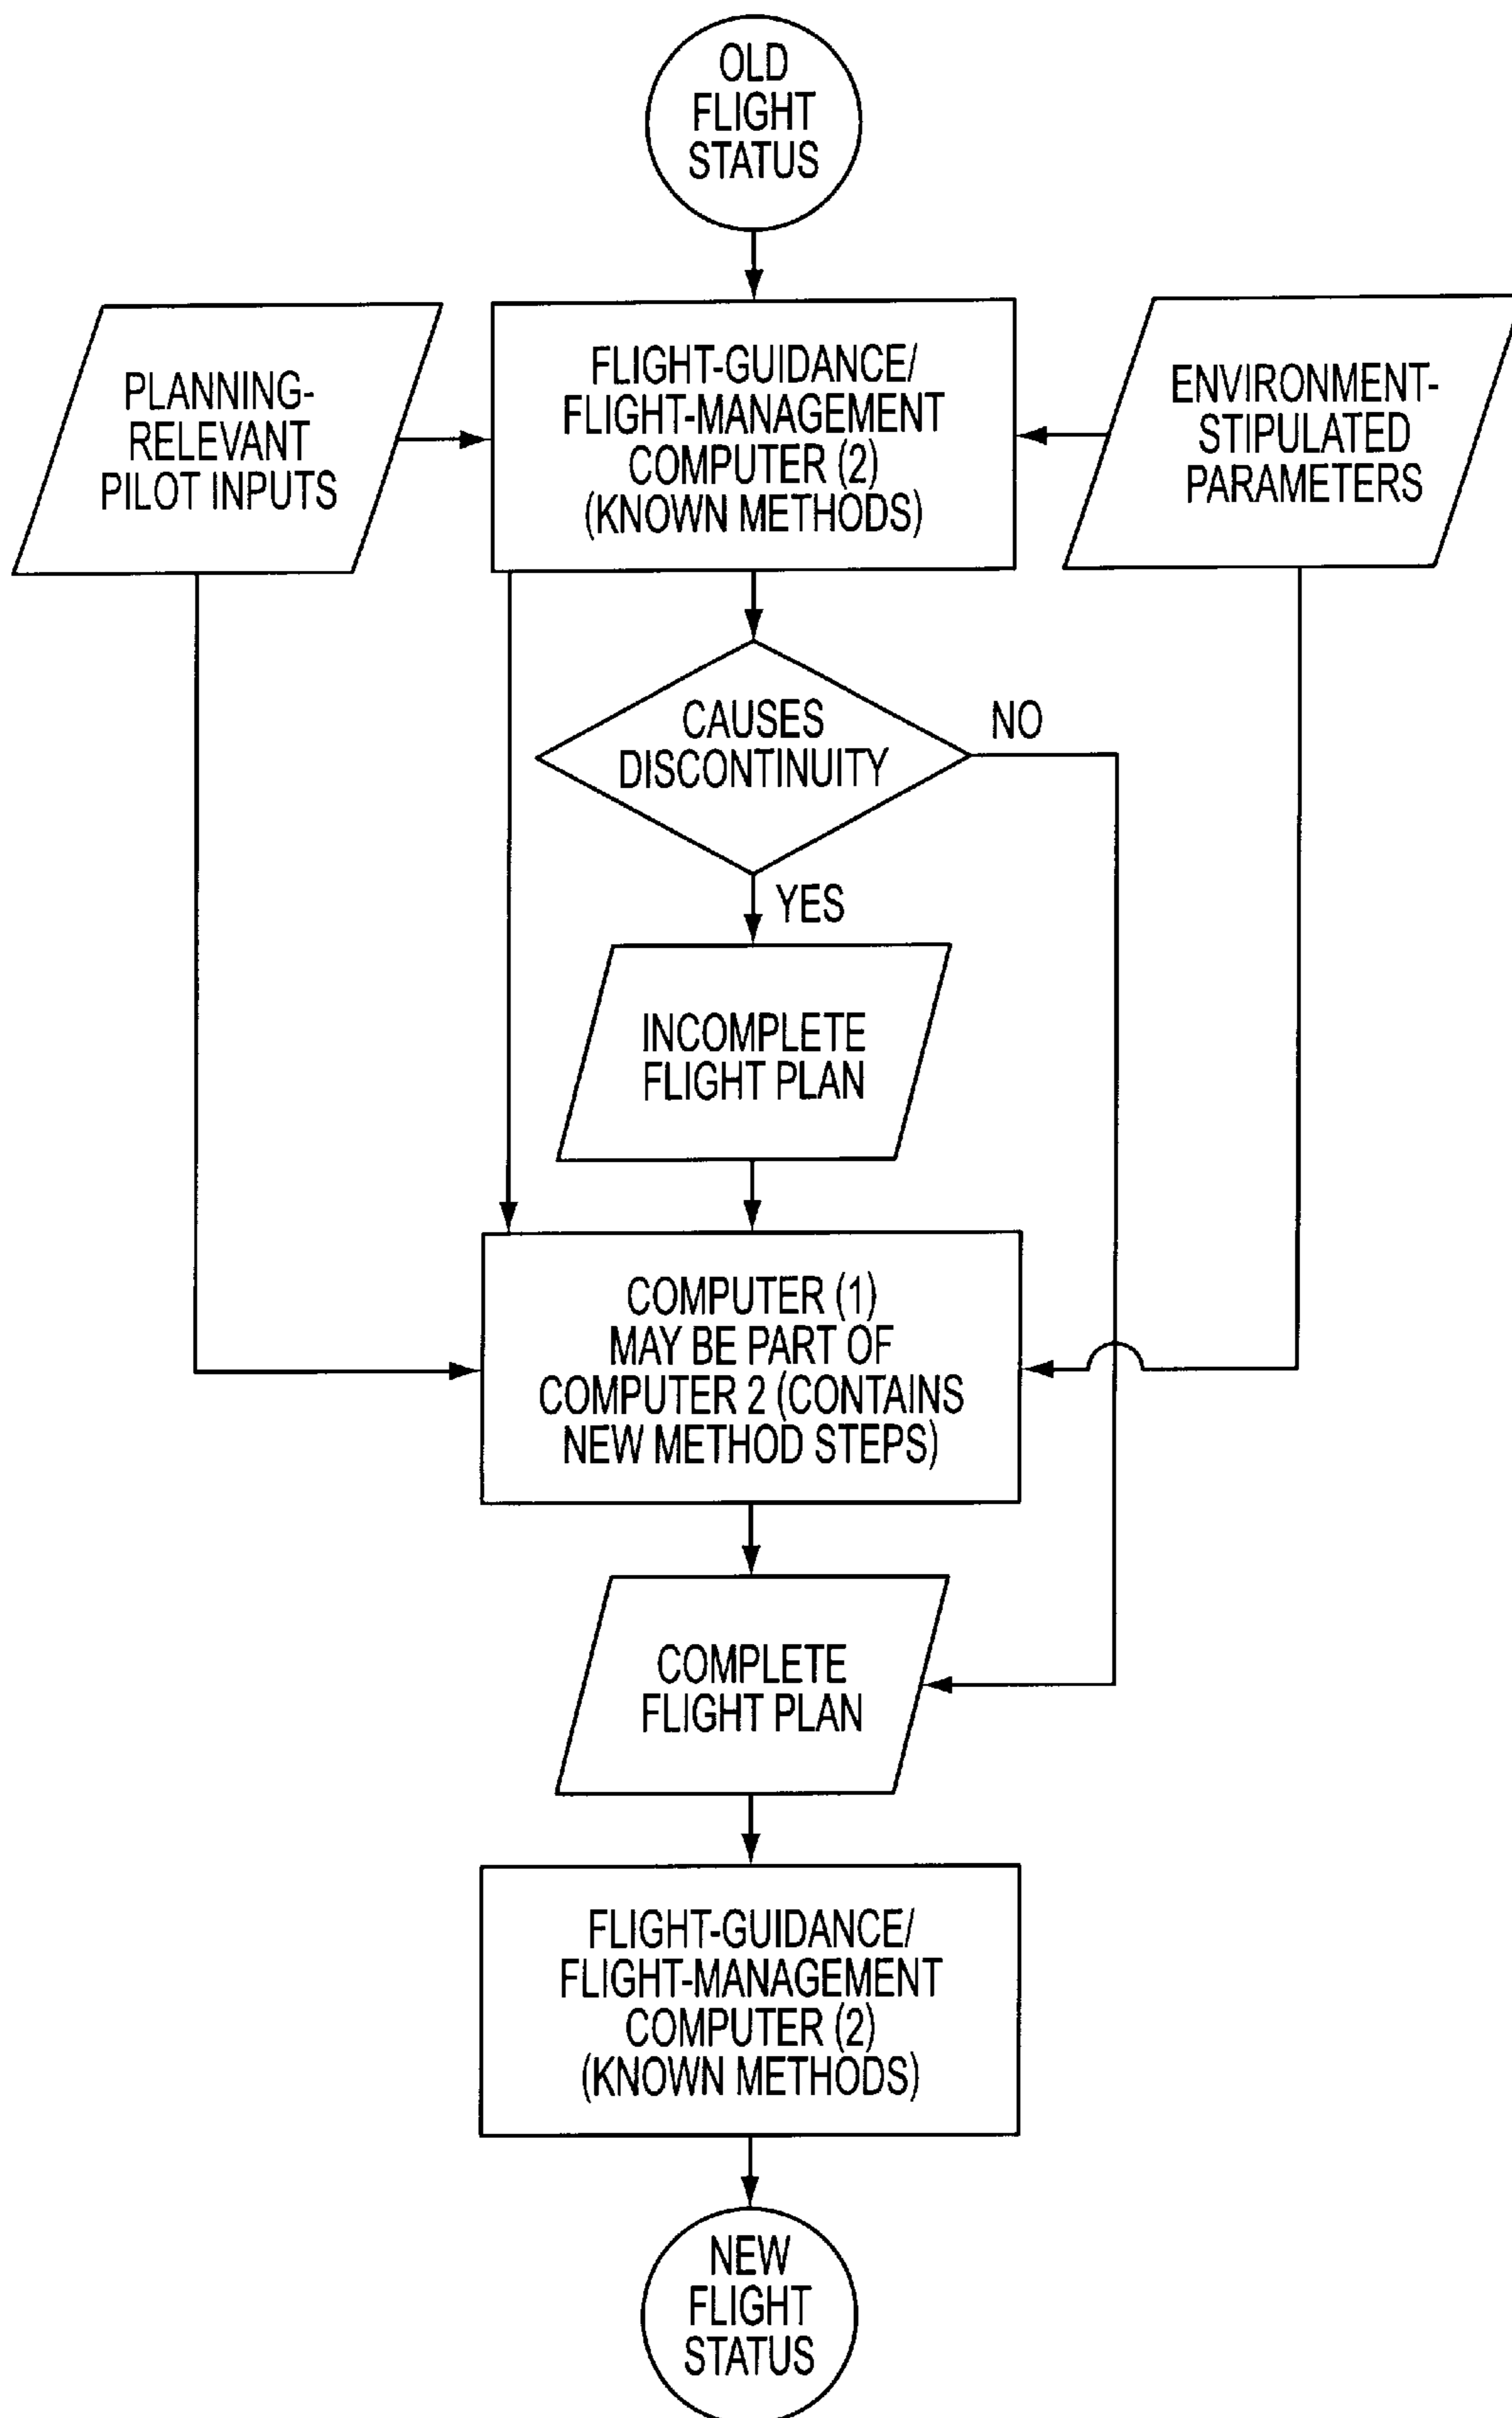 OLD
FLIGHT
STATUS
PLANNING-
RELEVANT
PILOT INPUTS
FLIGHT-GUIDANCE/
FLIGHT-MANAGEMENT
COMPUTER (2)
(KNOWN METHODS)
ENVIRONMENT-
STIPULATED
PARAMETERS
CAUSES
DISCONTINUITY
NO
YES
INCOMPLETE
FLIGHT PLAN
COMPUTER (1)
MAY BE PART OF
COMPUTER 2 (CONTAINS
NEW METHOD STEPS)
COMPLETE
FLIGHT PLAN
FLIGHT-GUIDANCE/
FLIGHT-MANAGEMENT
COMPUTER (2)
(KNOWN METHODS)
NEW
FLIGHT
STATUS